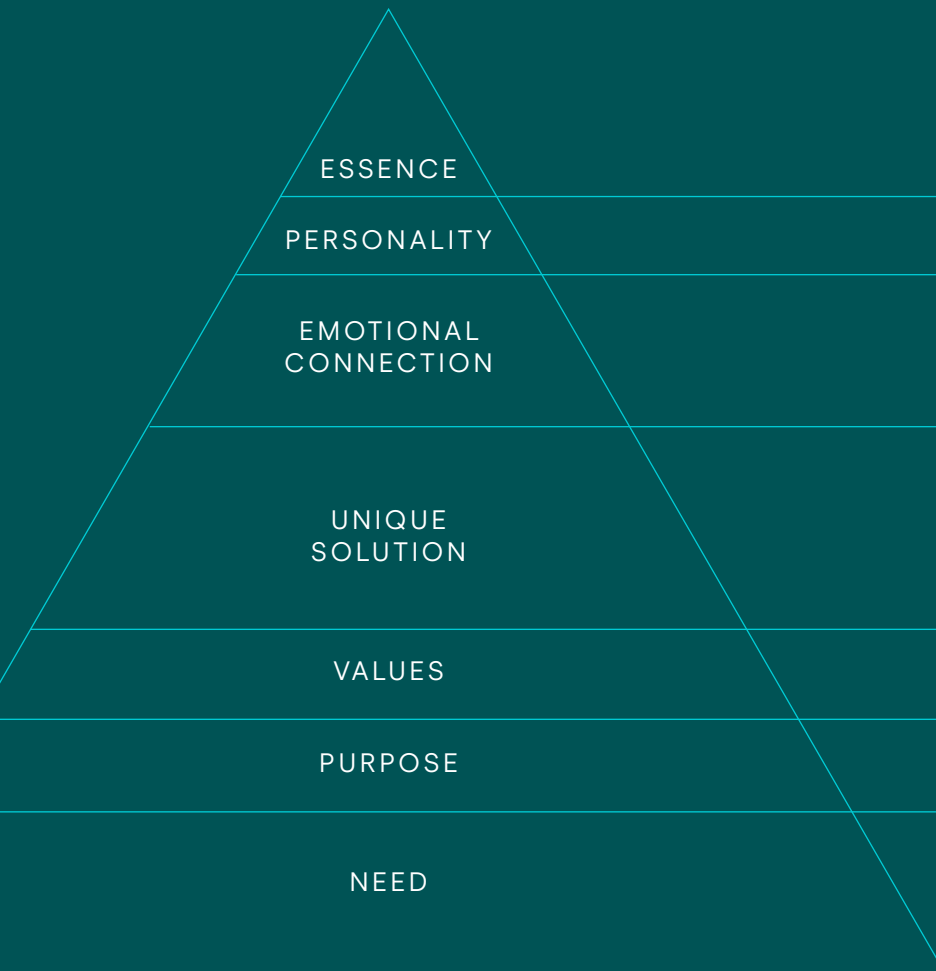 ESSENCE
PERSONALITY
EMOTIONAL
CONNECTION
UNIQUE
SOLUTION
VALUES
PURPOSE
NEED